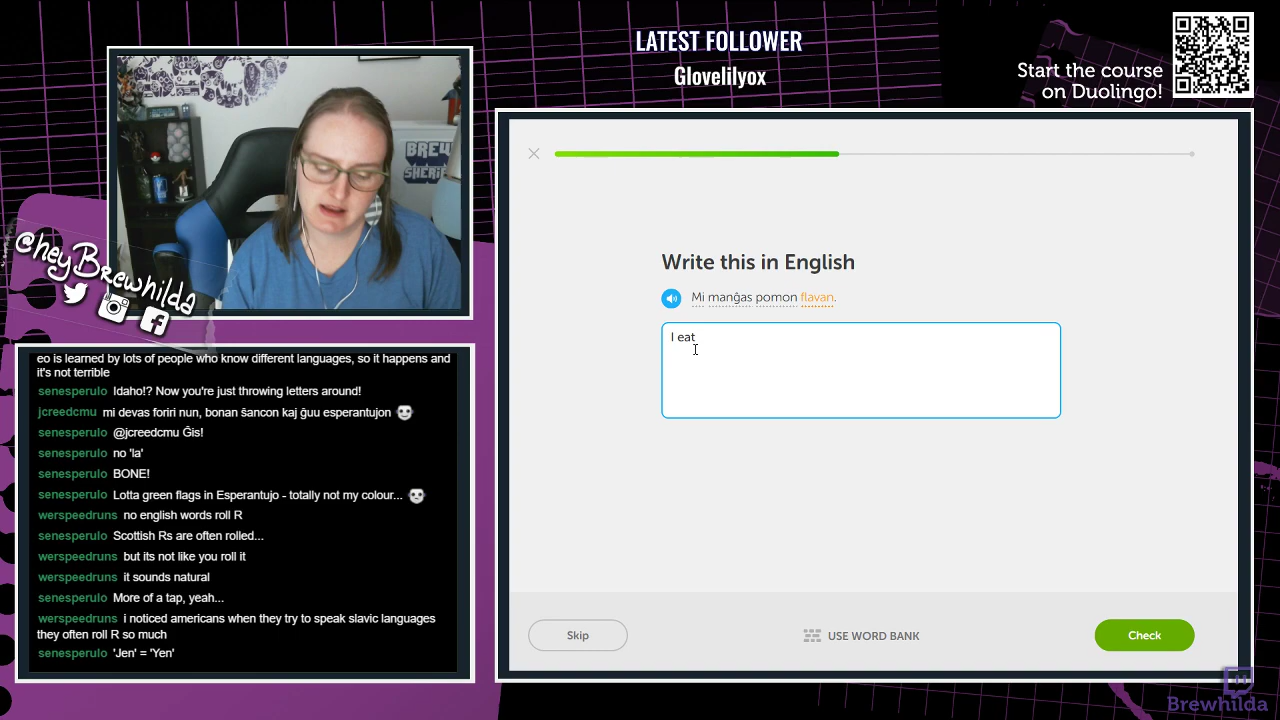 LATEST FOLLOWER
Glovelilyox
Start the course
on Duolingo!
BREW
SHERIF
@heyBrewhilda
Write this in English
Mi manĝas pomon flavan.
I eat
eo is learned by lots of people who know different languages, so it happens and
it's not terrible
senesperulo Idaho!? Now you're just throwing letters around!
jcreedcmu mi devas foriri nun, bonan ŝancon kaj ĝuu esperantujon
senesperulo @jcreedcmu Ĝis!
senesperulo no 'la'
senesperulo BONE!
senesperulo Lotta green flags in Esperantujo - totally not my colour...
werspeedruns no english words roll R
senesperulo Scottish Rs are often rolled...
werspeedruns but its not like you roll it
werspeedruns it sounds natural
senesperulo More of a tap, yeah...
werspeedruns i noticed americans when they try to speak slavic languages
they often roll R so much
senesperulo 'Jen' = 'Yen'
Skip
USE WORD BANK
Check
Brewhilda